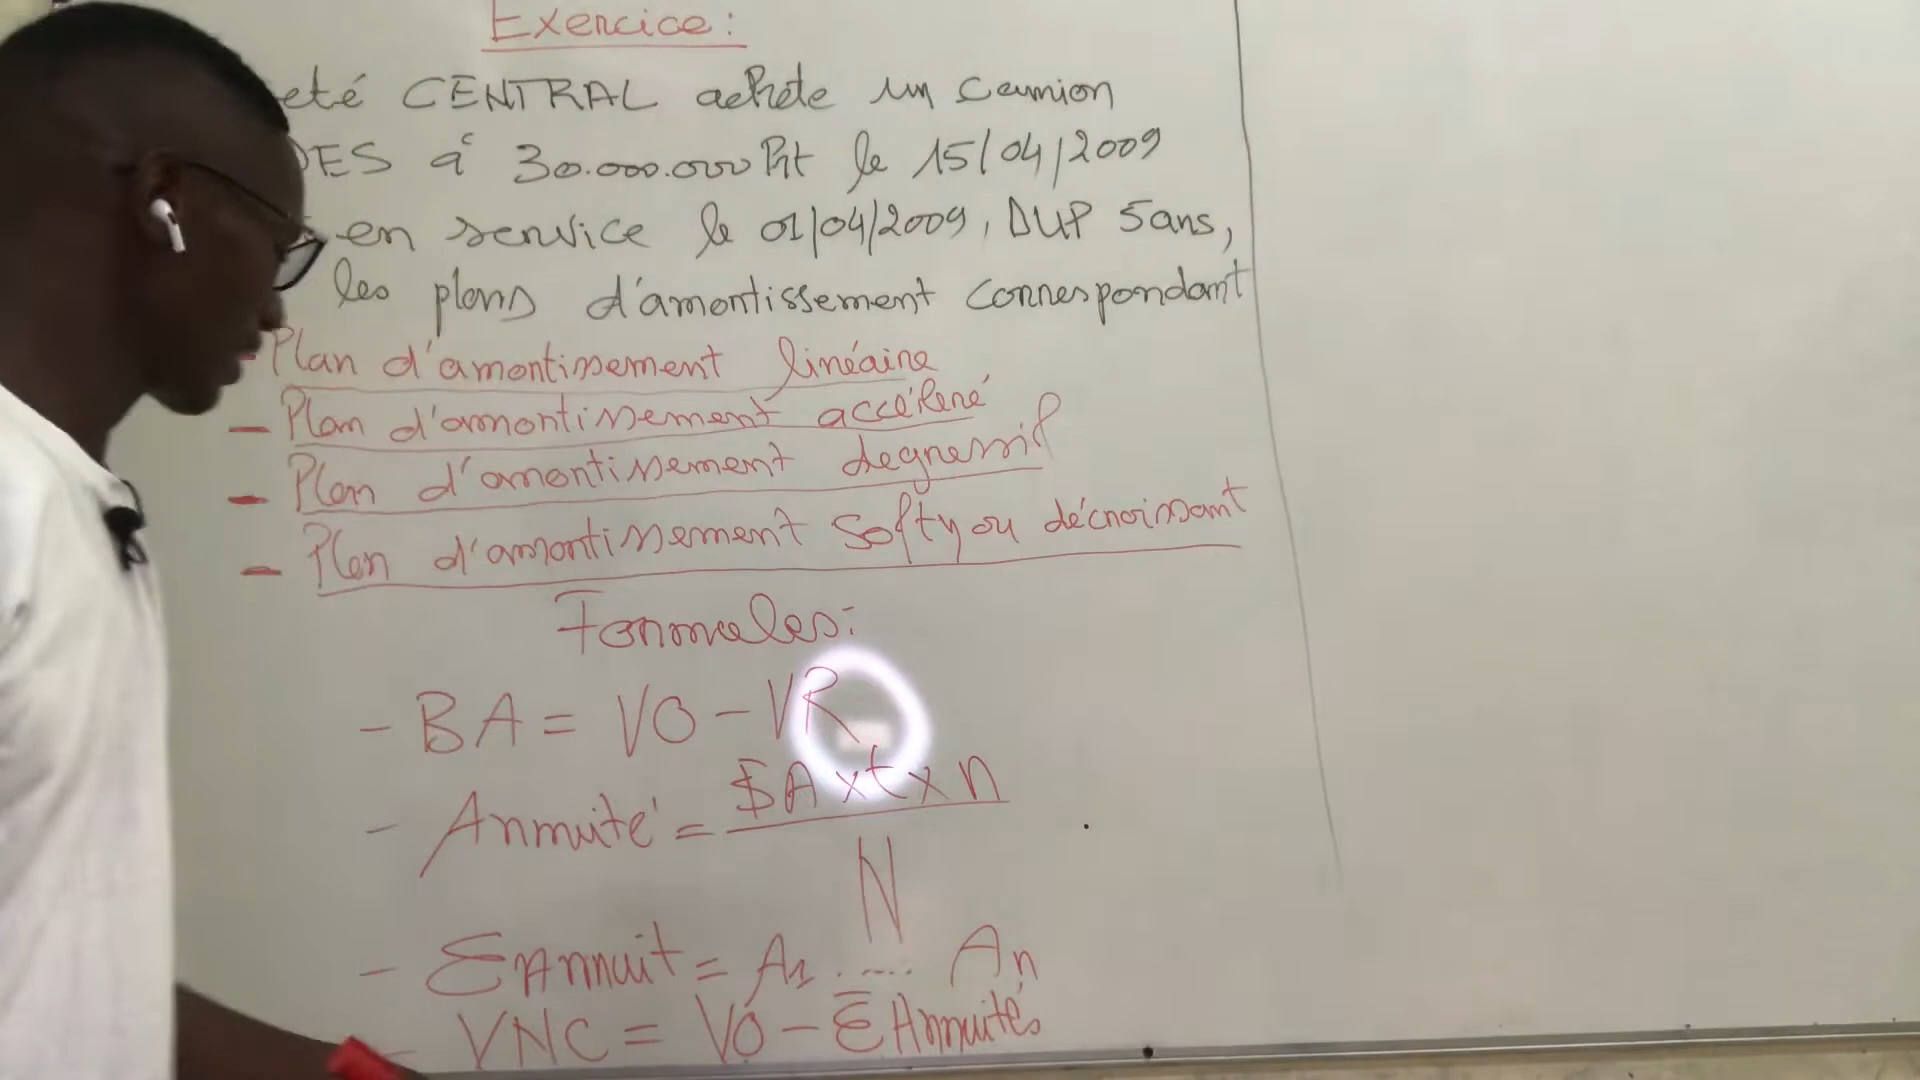 Exercice :
eté CENTRAL achète un camion
DES à 30.000.000 Ht le 15/04/2009
en service le 01/04/2009, DUP 5ans,
les plans d'amortissement correspondant
- Plan d'amortissement linéaire
- Plan d'amortissement accéléré
- Plan d'amortissement degressif
- Plan d'amortissement Softy ou décroissant
Formules :
- BA = VO - VR
- Annuité = BA x t x n
N
- ΣAnnuit = A1 ..... An
- VNC = VO - ΣAnnuités